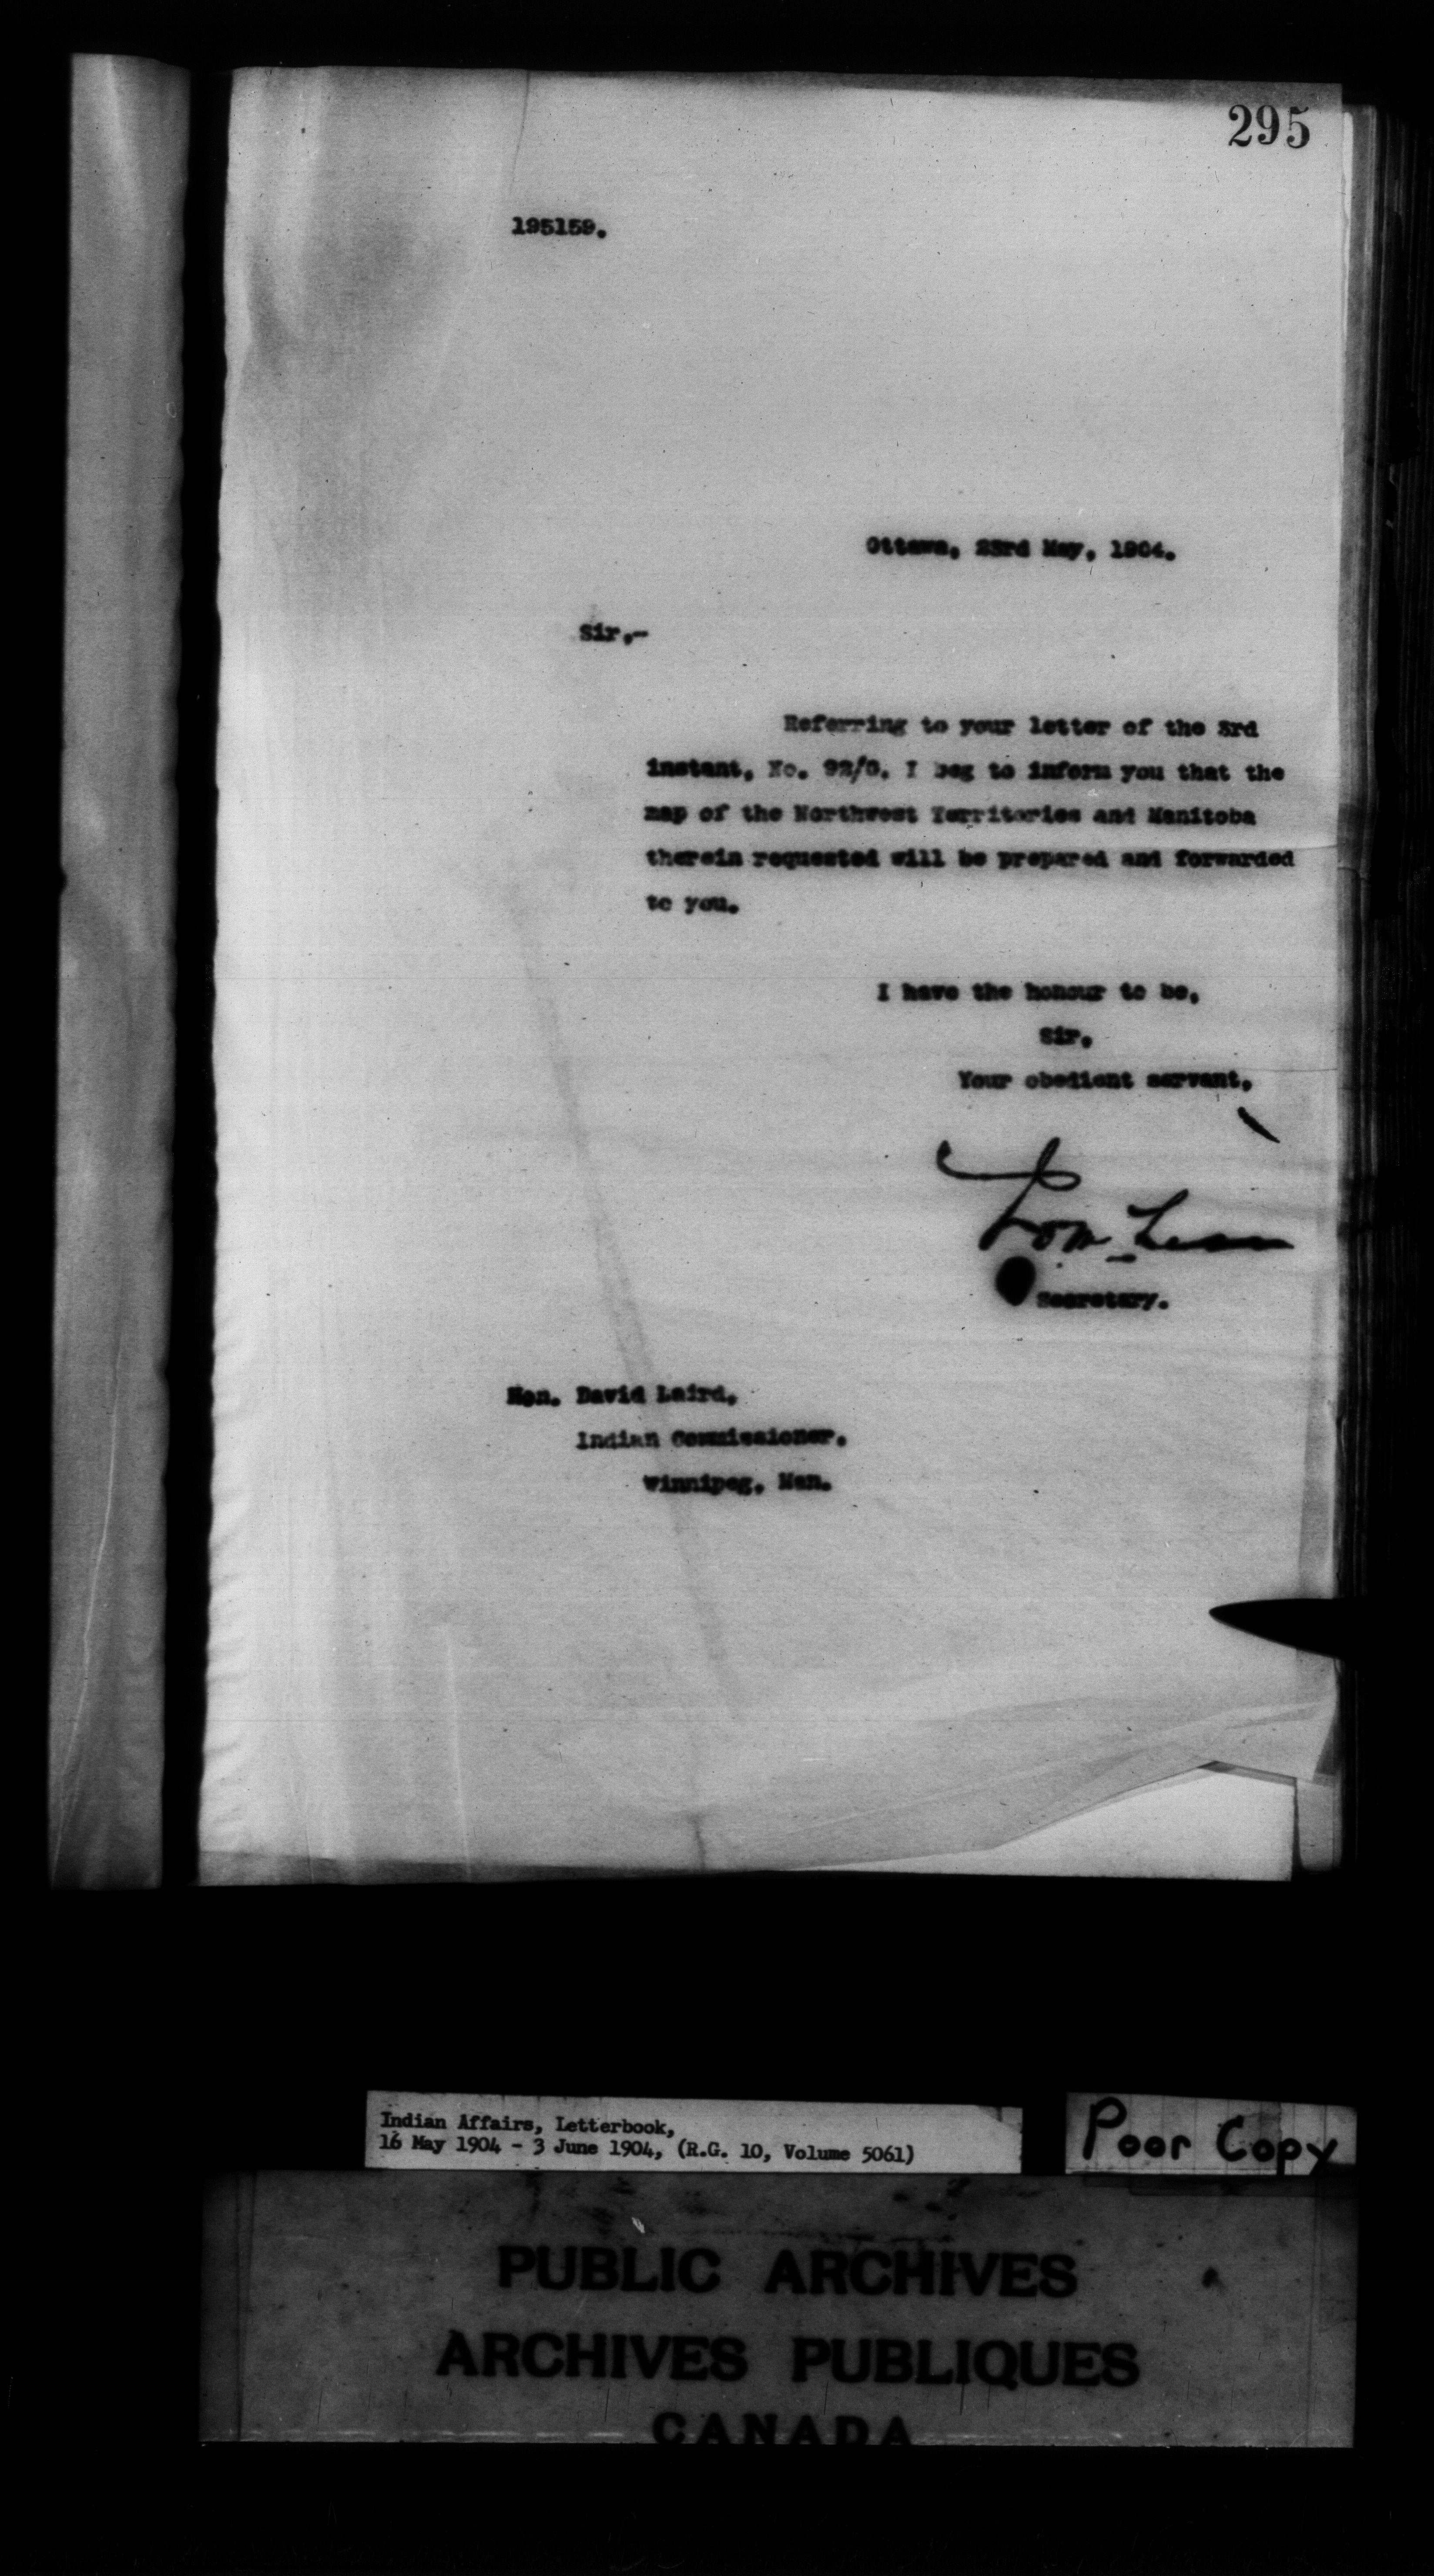 295
195159.
Ottawa, 23rd May, 1904.
Sir,-
Referring to your letter of the 3rd
instant, No. I beg to inform you that the
map of the Northwest Territories and Manitoba
therein requested will be prepared and forwarded
to you.
I have the honour to be,
Sir,
Your obedient servant,
Secretary.
Hon. David Laird,
Indian Commissioner,
Winnipeg, Man.
Indian Affairs, Letterbook,
16 May 1904 - 3 June 1904, (R.G. 10, Volume 5061)
Poor Copy
PUBLIC ARCHIVES
ARCHIVES PUBLIQUES
CANADA